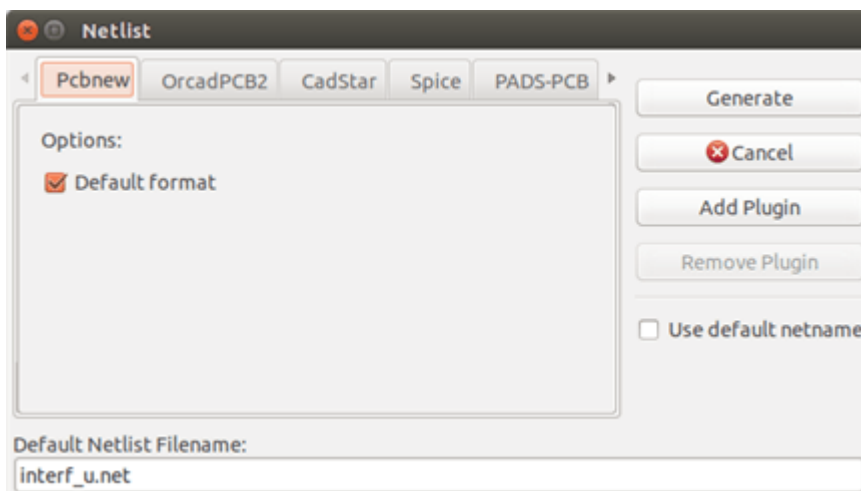 Netlist
Pcbnew OrcadPCB2 CadStar Spice PADS-PCB
Generate
Options:
Cancel
Default format
Add Plugin
Remove Plugin
Use default netname
Default Netlist Filename:
interf_u.net